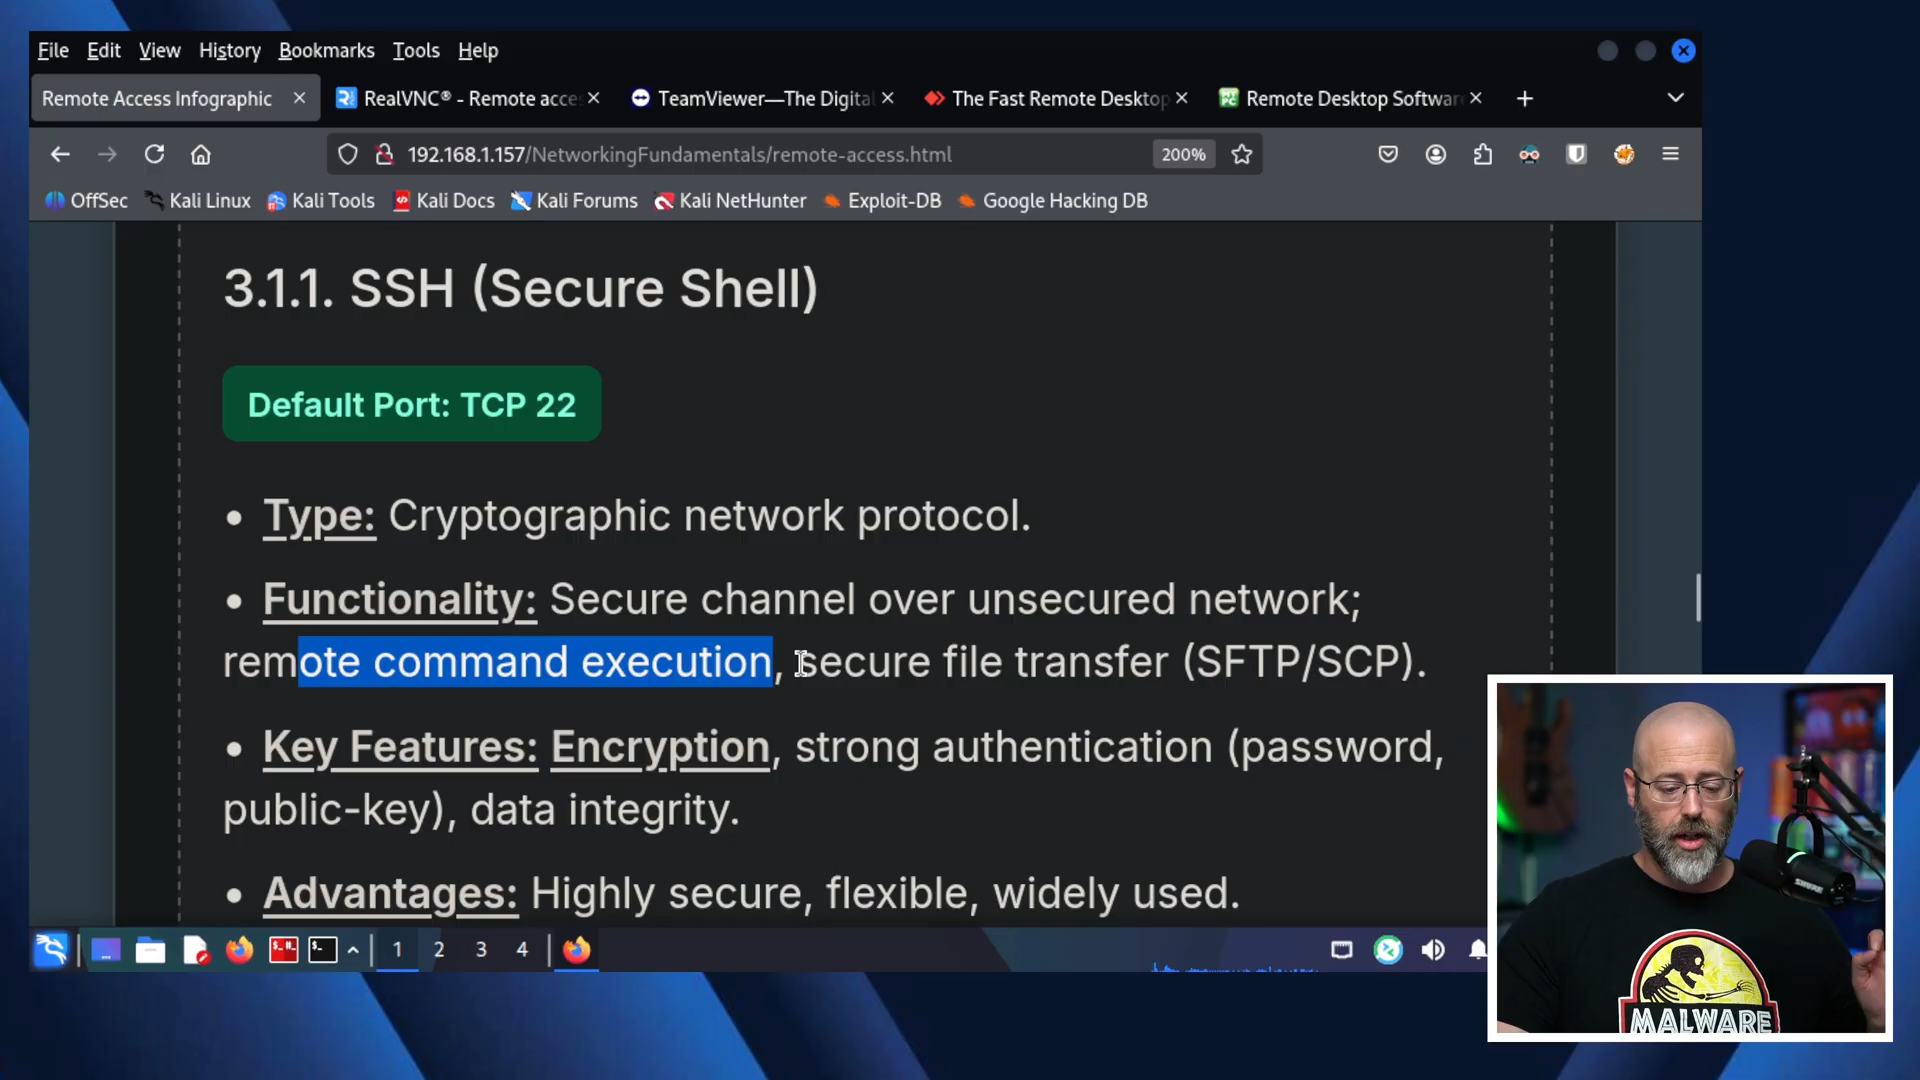 File Edit View History Bookmarks Tools Help
Remote Access Infographic
RealVNC® - Remote acce
TeamViewer—The Digital
The Fast Remote Desktop
Remote Desktop Softwar
192.168.1.157/NetworkingFundamentals/remote-access.html
200%
OffSec Kali Linux Kali Tools Kali Docs Kali Forums Kali NetHunter Exploit-DB Google Hacking DB
3.1.1. SSH (Secure Shell)
Default Port: TCP 22
• Type: Cryptographic network protocol.
• Functionality: Secure channel over unsecured network;
remote command execution, secure file transfer (SFTP/SCP).
• Key Features: Encryption, strong authentication (password,
public-key), data integrity.
• Advantages: Highly secure, flexible, widely used.
1 2 3 4
SHURE
MALWARE